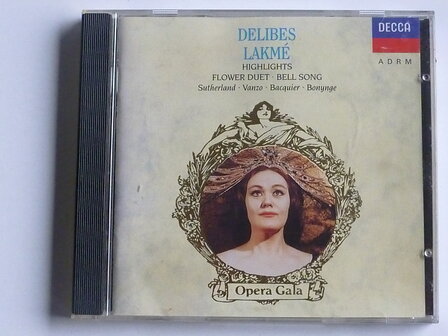 DELIBES
LAKMÉ
HIGHLIGHTS
FLOWER DUET · BELL SONG
Sutherland · Vanzo · Bacquier · Bonynge
DECCA
ADRM
Opera Gala